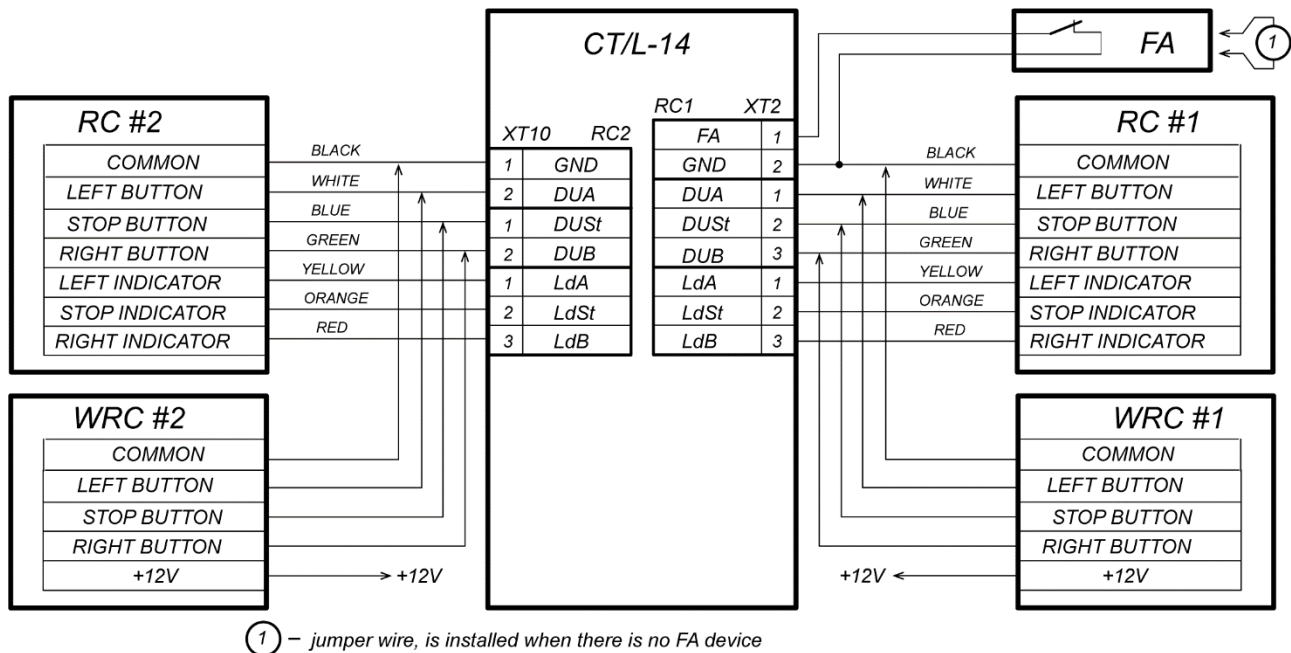 CT/L-14
FA
1
RC #2
COMMON
LEFT BUTTON
STOP BUTTON
RIGHT BUTTON
LEFT INDICATOR
STOP INDICATOR
RIGHT INDICATOR
BLACK
WHITE
BLUE
GREEN
YELLOW
ORANGE
RED
XT10 RC2
1 GND
2 DUA
1 DUSt
2 DUB
1 LdA
2 LdSt
3 LdB
RC1 XT2
FA 1
GND 2
DUA 1
DUSt 2
DUB 3
LdA 1
LdSt 2
LdB 3
BLACK
WHITE
BLUE
GREEN
YELLOW
ORANGE
RED
RC #1
COMMON
LEFT BUTTON
STOP BUTTON
RIGHT BUTTON
LEFT INDICATOR
STOP INDICATOR
RIGHT INDICATOR
WRC #2
COMMON
LEFT BUTTON
STOP BUTTON
RIGHT BUTTON
+12V
+12V
WRC #1
COMMON
LEFT BUTTON
STOP BUTTON
RIGHT BUTTON
+12V
+12V
1 – jumper wire, is installed when there is no FA device